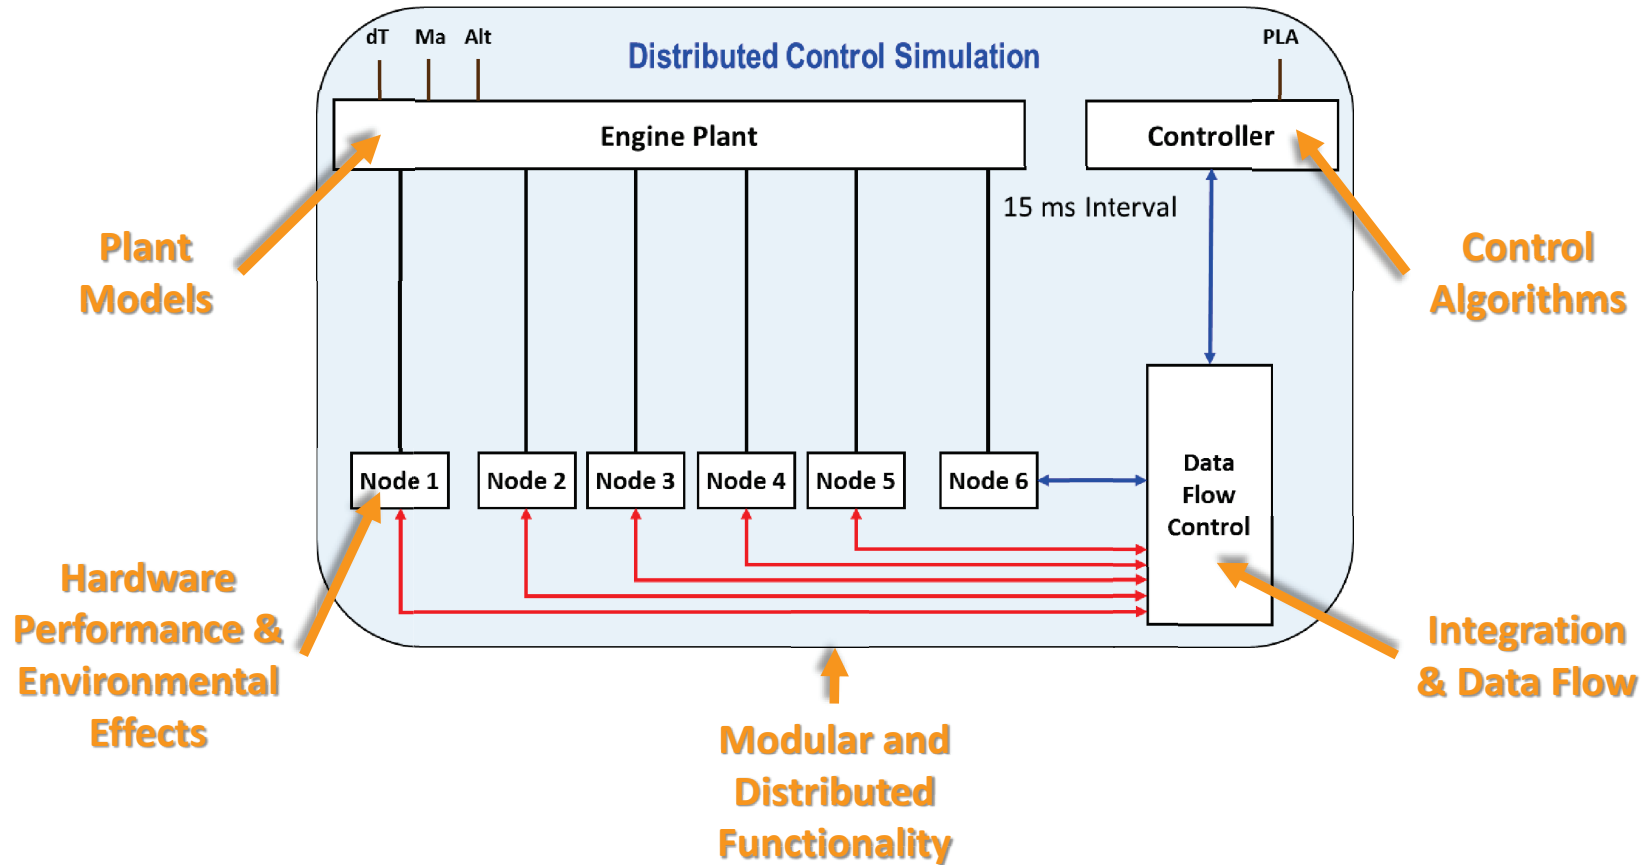 dT Ma Alt PLA
Distributed Control Simulation
Engine Plant
Controller
15 ms Interval
Plant
Models
Control
Algorithms
Node 1
Node 2
Node 3
Node 4
Node 5
Node 6
Data
Flow
Control
Hardware
Performance &
Environmental
Effects
Integration
& Data Flow
Modular and
Distributed
Functionality